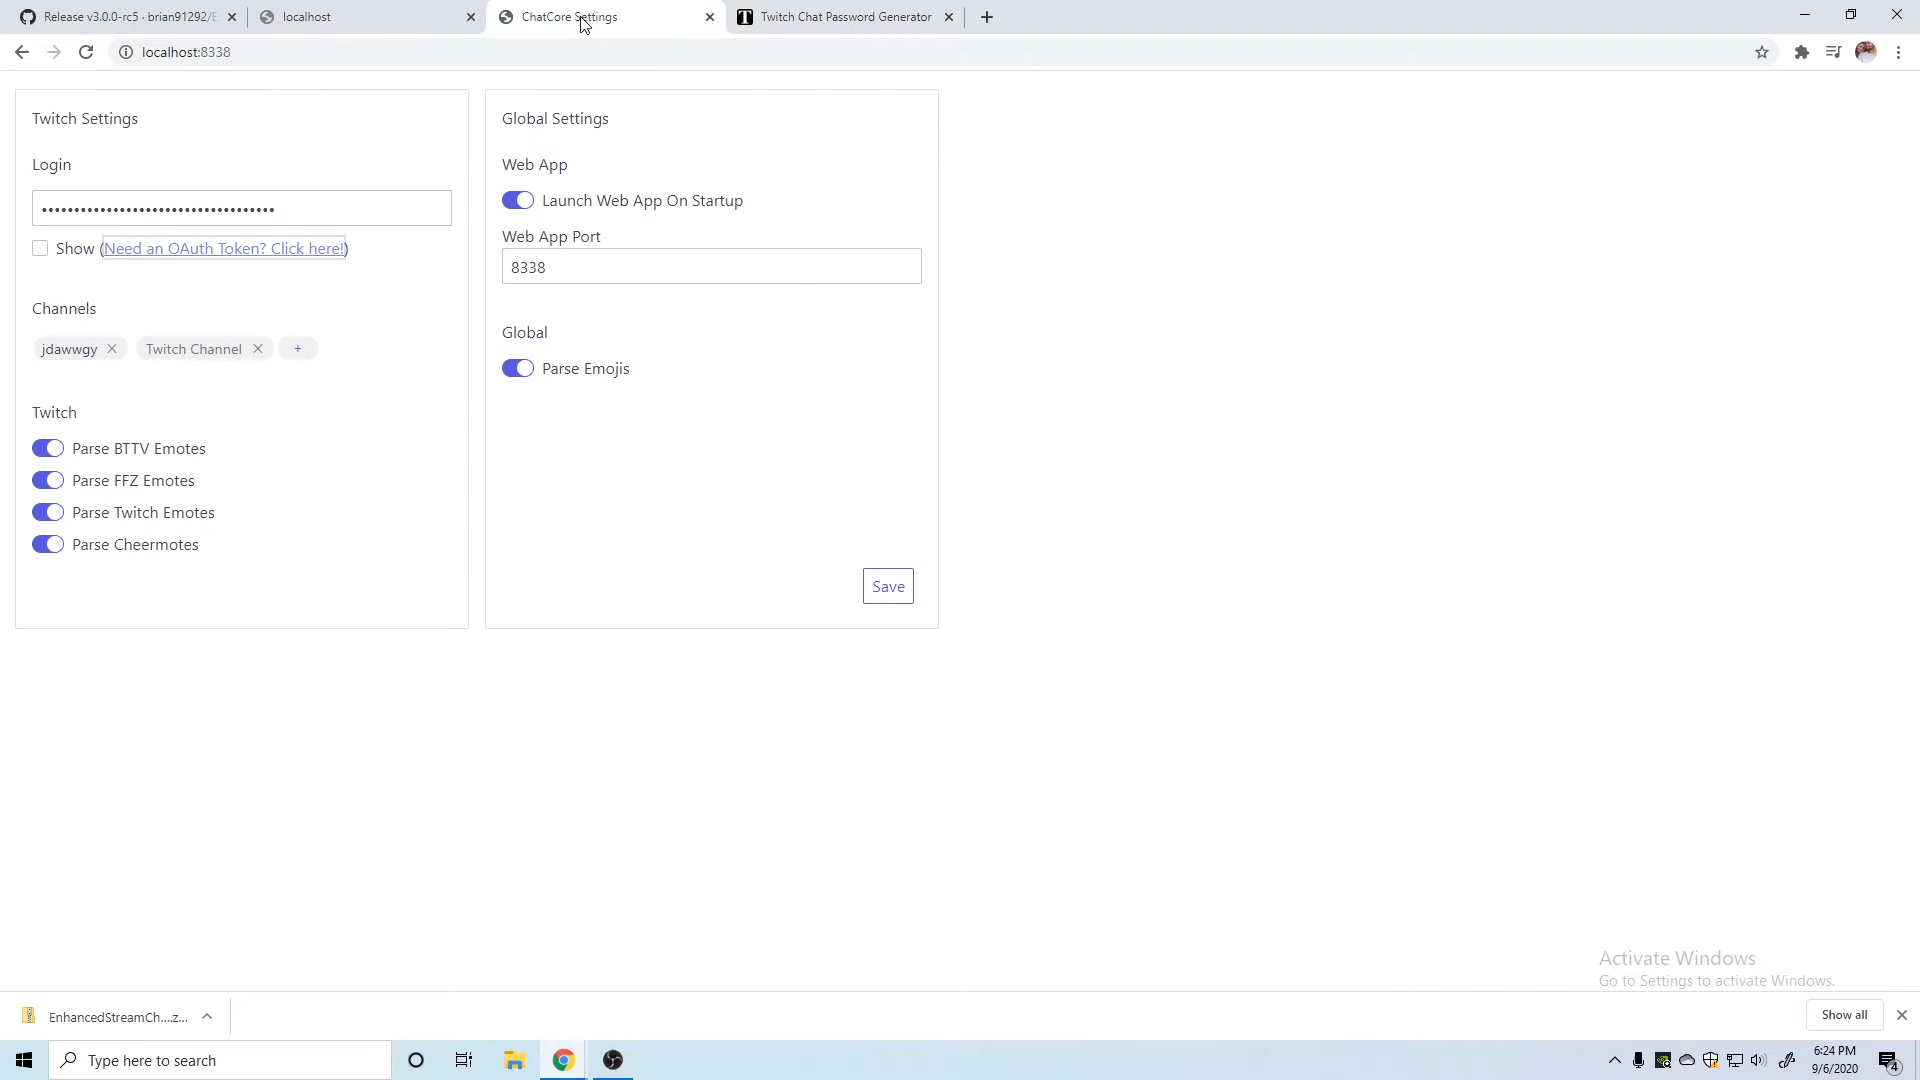 Release v3.0.0-rc5 · brian91292/E
localhost
ChatCore Settings
Twitch Chat Password Generator
localhost:8338
Twitch Settings
Login
••••••••••••••••••••••••••••••••••••
Show (Need an OAuth Token? Click here!)
Channels
jdawwgy
Twitch Channel
+
Twitch
Parse BTTV Emotes
Parse FFZ Emotes
Parse Twitch Emotes
Parse Cheermotes
Global Settings
Web App
Launch Web App On Startup
Web App Port
8338
Global
Parse Emojis
Save
Activate Windows
Go to Settings to activate Windows.
EnhancedStreamCh....z...
Show all
Type here to search
6:24 PM
9/6/2020
4